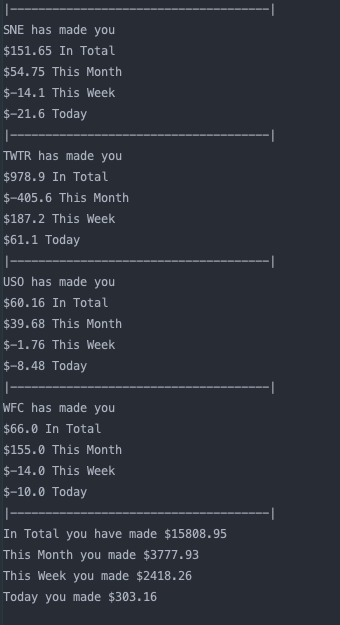 |-------------------------------------|
SNE has made you
$151.65 In Total
$54.75 This Month
$-14.1 This Week
$-21.6 Today
|-------------------------------------|
TWTR has made you
$978.9 In Total
$-405.6 This Month
$187.2 This Week
$61.1 Today
|-------------------------------------|
USO has made you
$60.16 In Total
$39.68 This Month
$-1.76 This Week
$-8.48 Today
|-------------------------------------|
WFC has made you
$66.0 In Total
$155.0 This Month
$-14.0 This Week
$-10.0 Today
|-------------------------------------|
In Total you have made $15808.95
This Month you made $3777.93
This Week you made $2418.26
Today you made $303.16